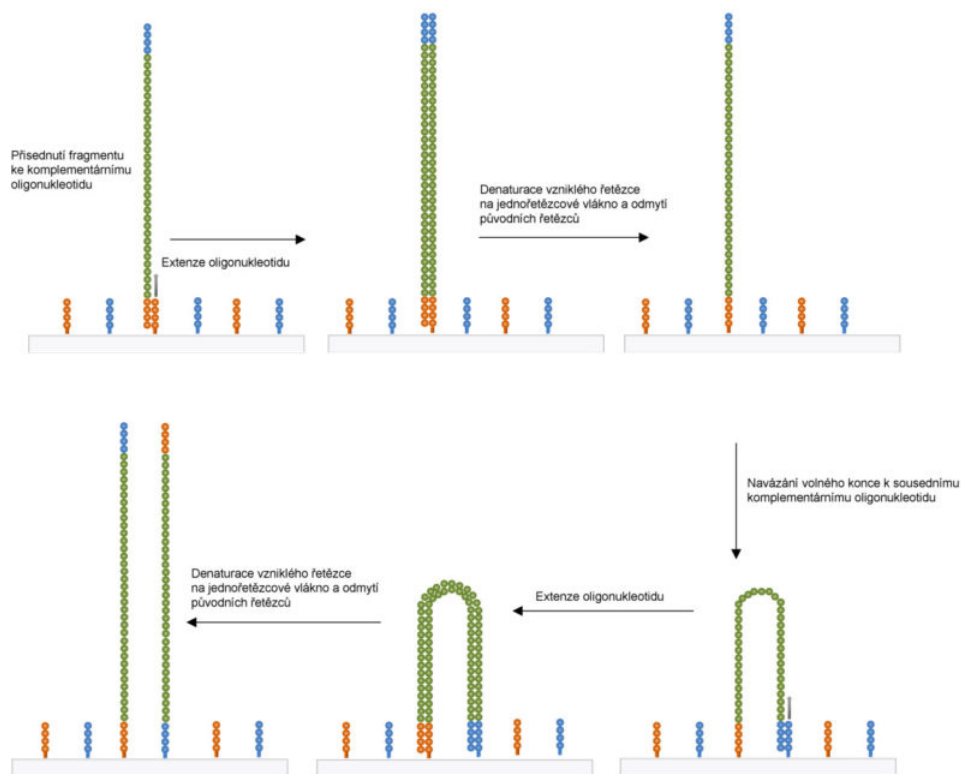 Přisednutí fragmentu
ke komplementárnímu
oligonukleotidu
Extenze oligonukleotidu
Denaturace vzniklého řetězce
na jednořetězcové vlákno a odmytí
původních řetězců
Navázání volného konce k sousednímu
komplementárnímu oligonukleotidu
Extenze oligonukleotidu
Denaturace vzniklého řetězce
na jednořetězcové vlákno a odmytí
původních řetězců